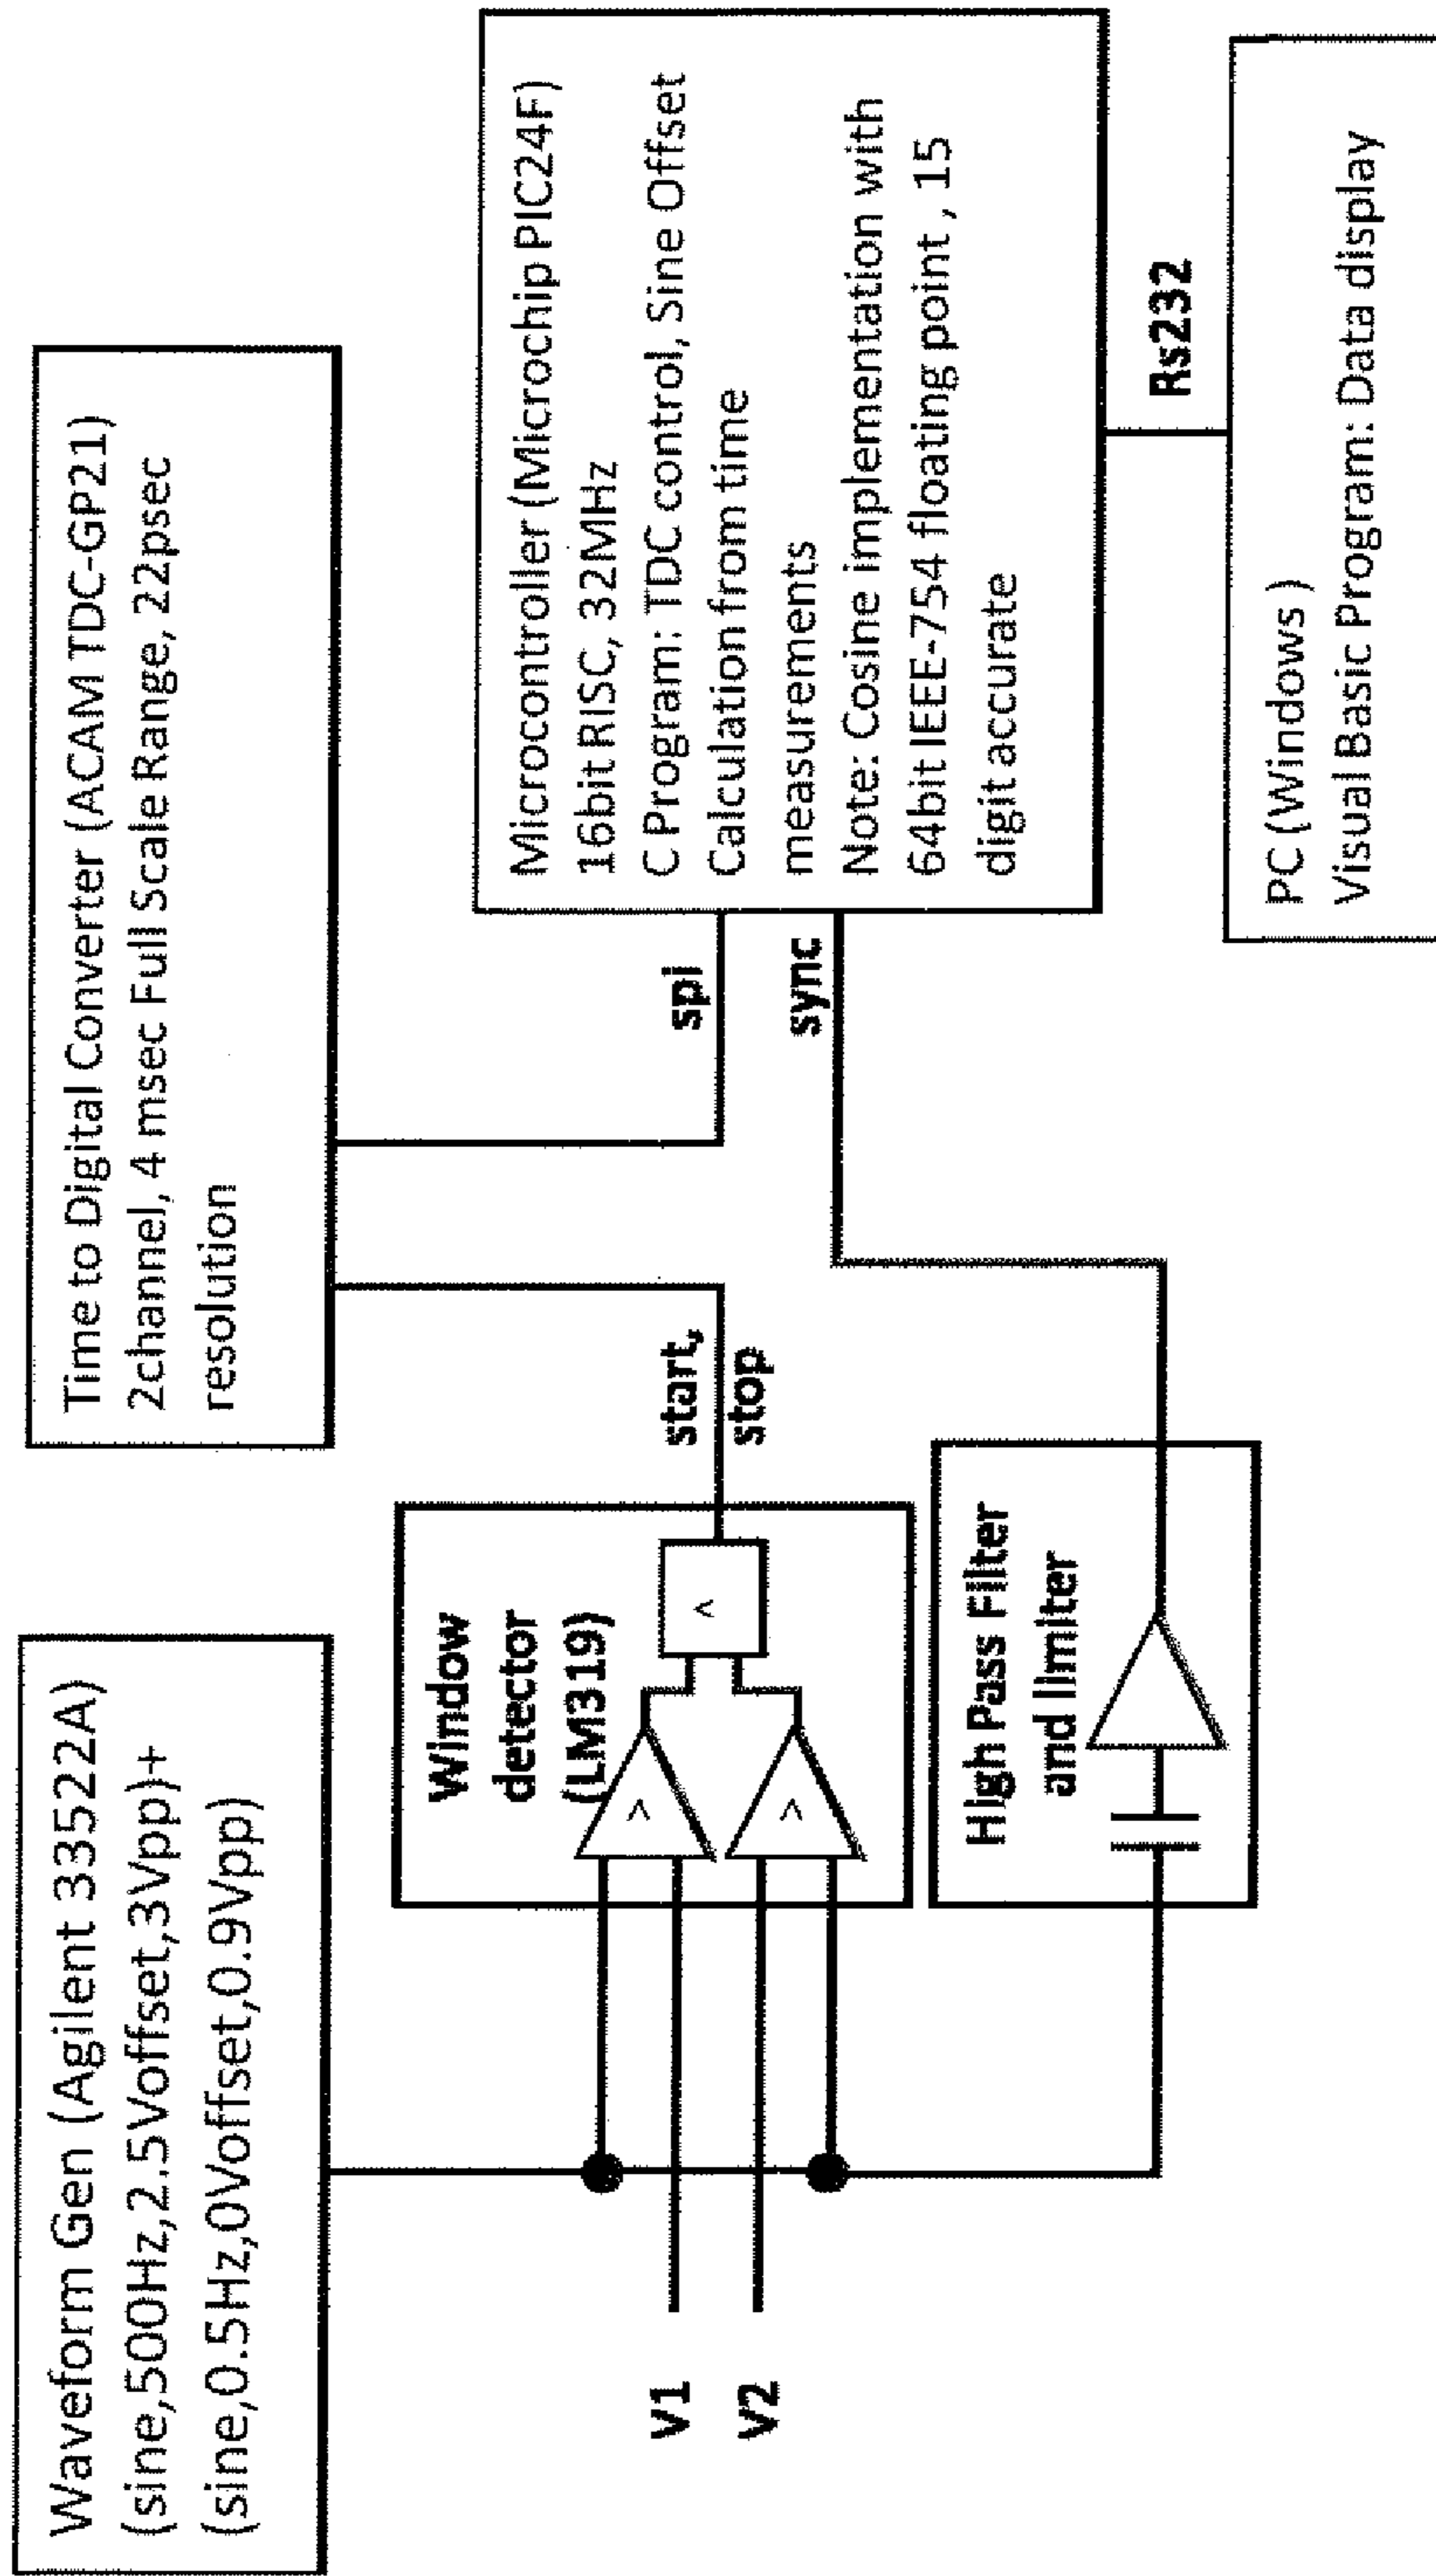 Waveform Gen (Agilent 33522A)
(sine,500Hz,2.5Voffset,3Vpp)+
(sine,0.5Hz,0Voffset,0.9Vpp)
Time to Digital Converter (ACAM TDC-GP21)
2channel, 4 msec Full Scale Range, 22psec
resolution
V1
V2
Window
detector
(LM319)
>
>
<
start,
stop
High Pass Filter
and limiter
spi
sync
Microcontroller (Microchip PIC24F)
16bit RISC, 32MHz
C Program: TDC control, Sine Offset
Calculation from time
measurements
Note: Cosine implementation with
64bit IEEE-754 floating point , 15
digit accurate
Rs232
PC (Windows )
Visual Basic Program: Data display